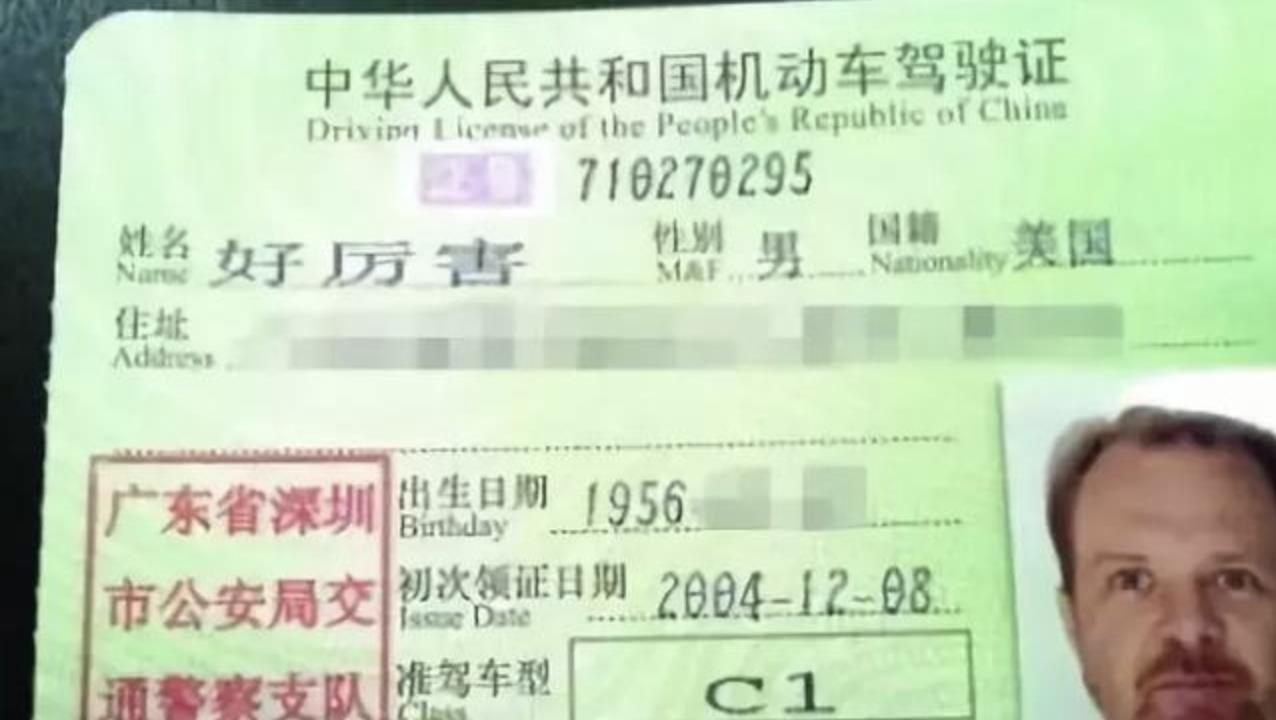 中华人民共和国机动车驾驶证
Driving License of the People's Republic of China
710270295
姓名 好厉害 性别 男 国籍 美国
Name M&F Nationality
住址
Address
广东省深圳
市公安局交
通警察支队
出生日期 1956
Birthday
初次领证日期 2004-12-08
Issue Date
准驾车型 C1
Class